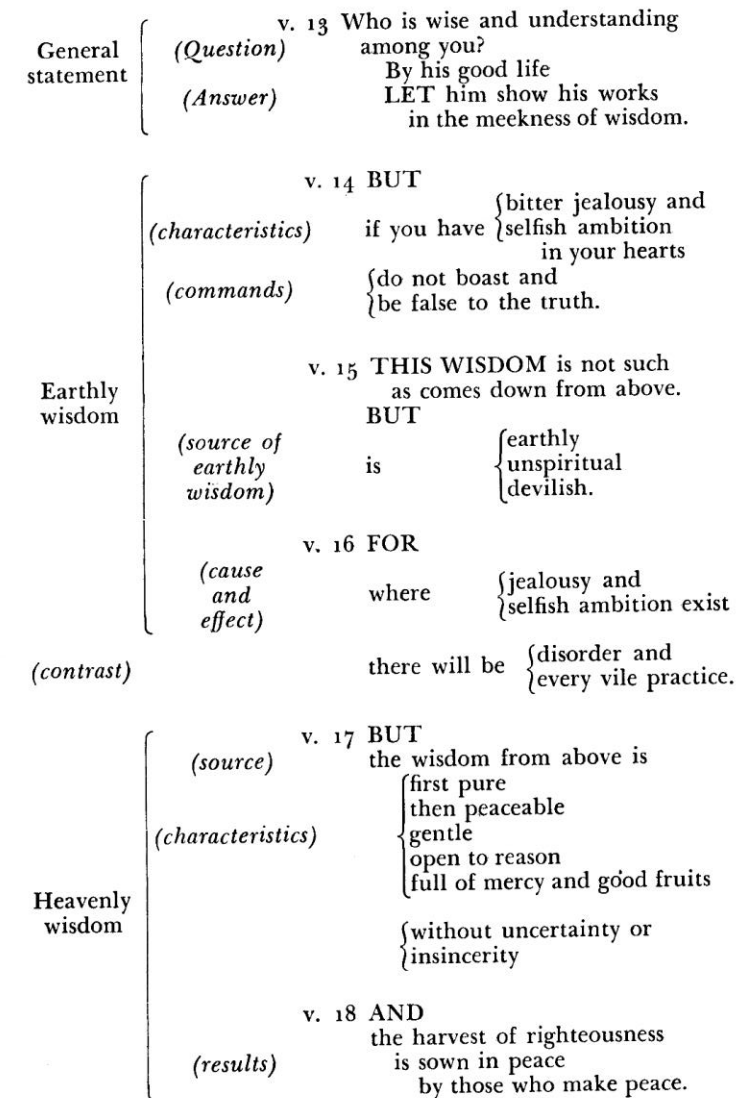 v. 13 Who is wise and understanding
General statement
(Question)
among you?
By his good life
(Answer)
LET him show his works
in the meekness of wisdom.
v. 14 BUT
(characteristics)
if you have
bitter jealousy and
selfish ambition
in your hearts
(commands)
do not boast and
be false to the truth.
Earthly
wisdom
v. 15 THIS WISDOM is not such
as comes down from above.
BUT
(source of
earthly
wisdom)
is
earthly
unspiritual
devilish.
v. 16 FOR
(cause
and
effect)
where
jealousy and
selfish ambition exist
(contrast)
there will be
disorder and
every vile practice.
Heavenly
wisdom
v. 17 BUT
(source)
the wisdom from above is
(characteristics)
first pure
then peaceable
gentle
open to reason
full of mercy and good fruits
without uncertainty or
insincerity
v. 18 AND
the harvest of righteousness
(results)
is sown in peace
by those who make peace.